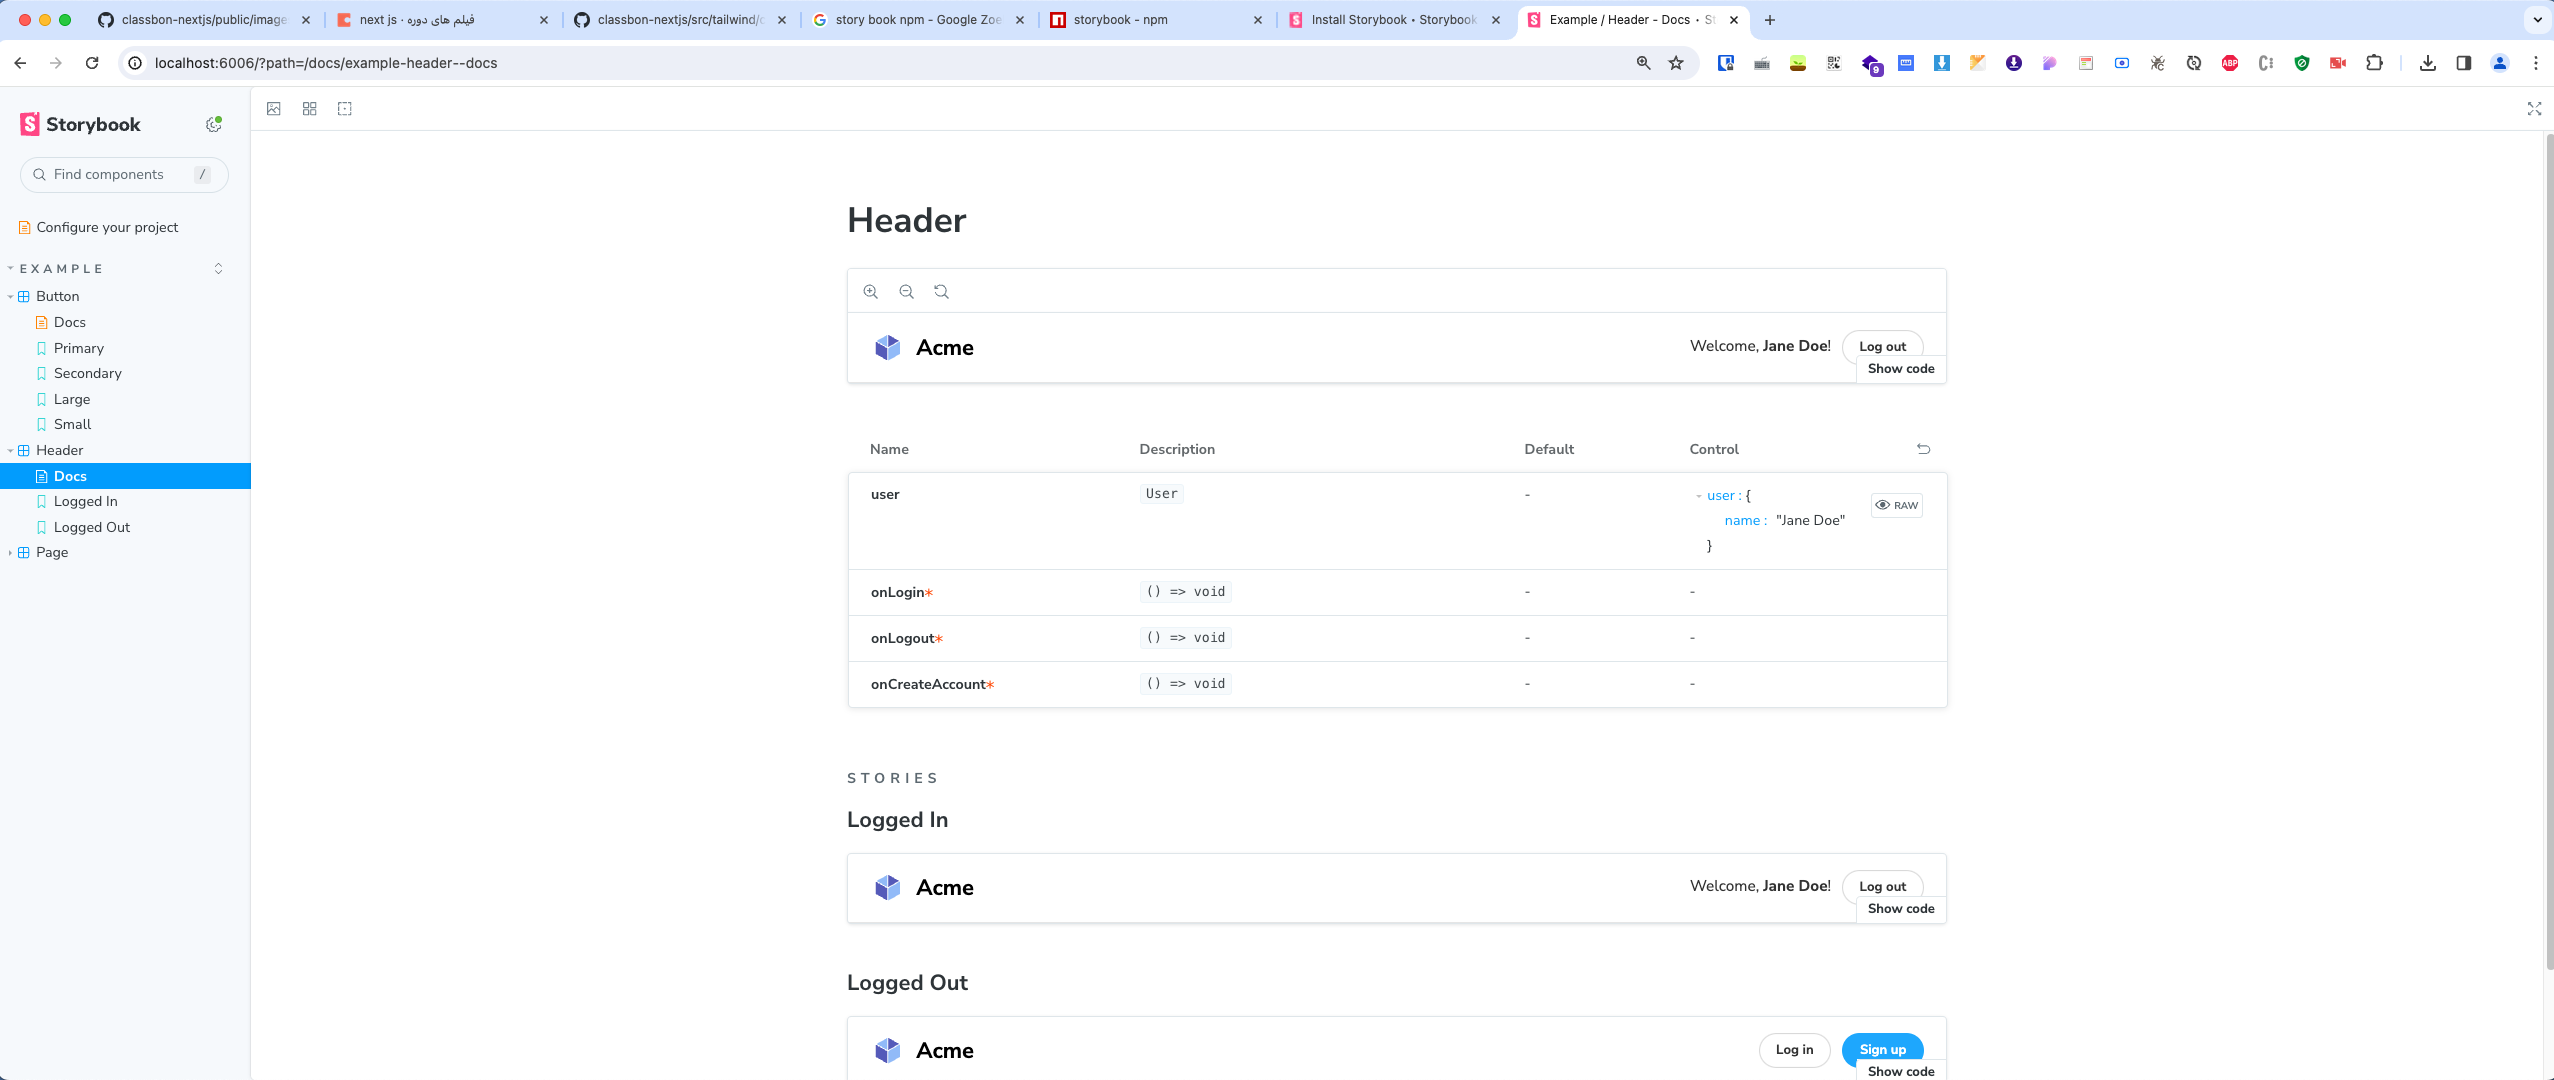 classbon-nextjs/public/image
next js · فیلم های دوره
classbon-nextjs/src/tailwind/c
story book npm - Google Zoe
storybook - npm
Install Storybook • Storybook
Example / Header - Docs • St
localhost:6006/?path=/docs/example-header--docs
9
ABP
Storybook
Find components
/
Configure your project
EXAMPLE
Button
Docs
Primary
Secondary
Large
Small
Header
Docs
Logged In
Logged Out
Page
Header
Acme
Welcome, Jane Doe!
Log out
Show code
Name Description Default Control
user User - user : {
name : "Jane Doe"
}
RAW
onLogin* () => void - -
onLogout* () => void - -
onCreateAccount* () => void - -
STORIES
Logged In
Acme
Welcome, Jane Doe!
Log out
Show code
Logged Out
Acme
Log in
Sign up
Show code